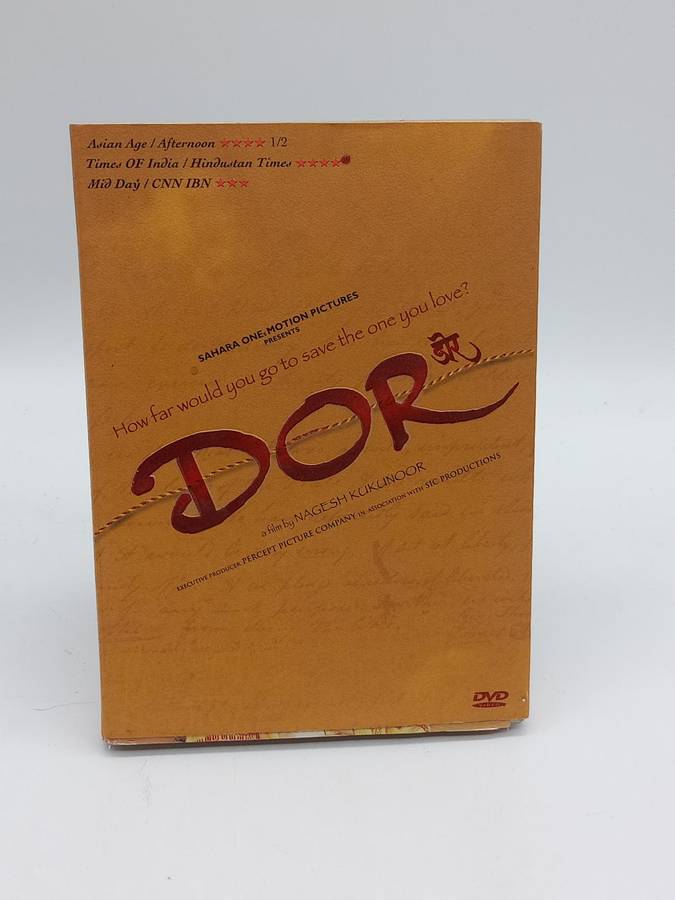 Asian Age / Afternoon ★★★★ 1/2
Times OF India / Hindustan Times ★★★★
Mid Day / CNN IBN ★★★
SAHARA ONE MOTION PICTURES
PRESENTS
How far would you go to save the one you love?
DOR डोर
a film by NAGESH KUKUNOOR
EXECUTIVE PRODUCER PERCEPT PICTURE COMPANY IN ASSOCIATION WITH SIC PRODUCTIONS
DVD
VIDEO